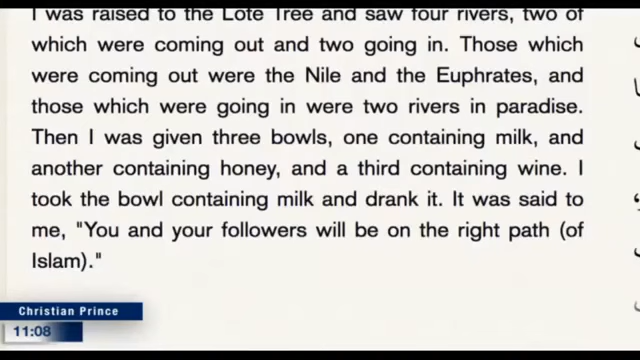 I was raised to the Lote Tree and saw four rivers, two of
which were coming out and two going in. Those which
were coming out were the Nile and the Euphrates, and
those which were going in were two rivers in paradise.
Then I was given three bowls, one containing milk, and
another containing honey, and a third containing wine. I
took the bowl containing milk and drank it. It was said to
me, "You and your followers will be on the right path (of
Islam)."
Christian Prince
11:08